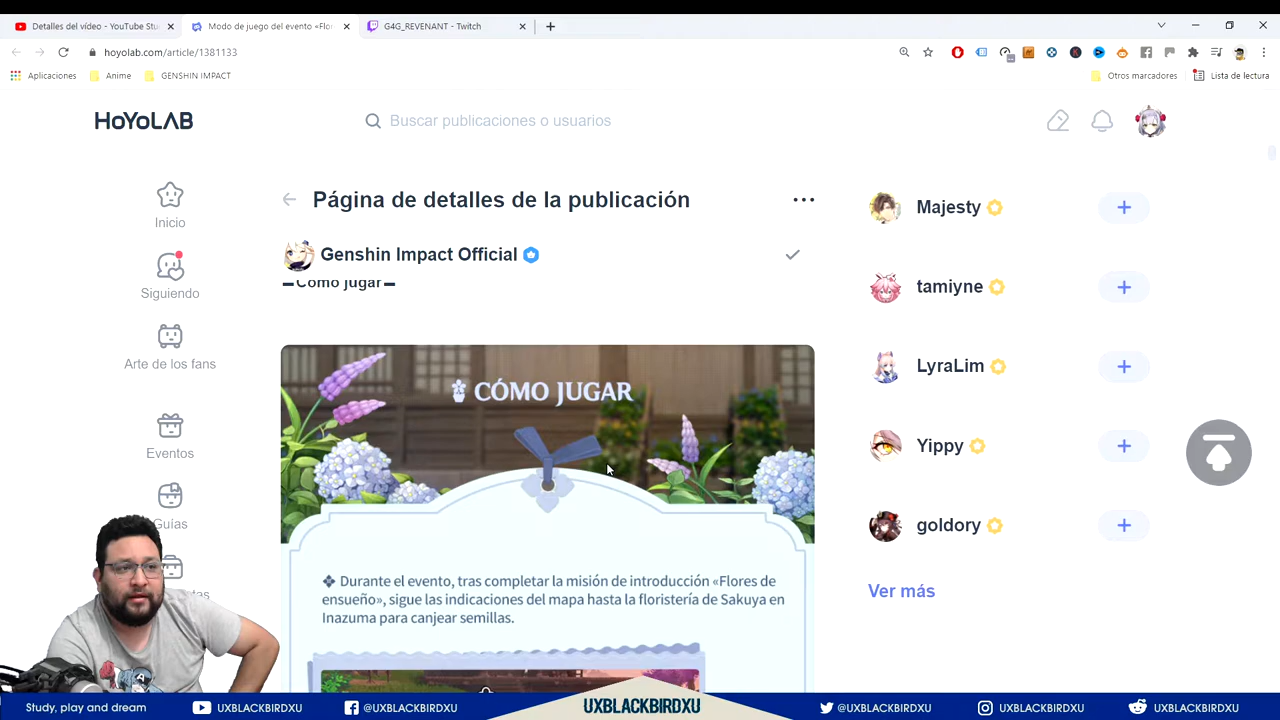 Detalles del vídeo - YouTube Stu
Modo de juego del evento «Flor
G4G_REVENANT - Twitch
hoyolab.com/article/1381133
Aplicaciones
Anime
GENSHIN IMPACT
Otros marcadores
Lista de lectura
HoYoLAB
Buscar publicaciones o usuarios
Inicio
Siguiendo
Arte de los fans
Eventos
Guías
Página de detalles de la publicación
Genshin Impact Official
Cómo jugar
CÓMO JUGAR
❖ Durante el evento, tras completar la misión de introducción «Flores de
ensueño», sigue las indicaciones del mapa hasta la floristería de Sakuya en
Inazuma para canjear semillas.
Majesty
tamiyne
LyraLim
Yippy
goldory
Ver más
Study, play and dream
UXBLACKBIRDXU
@UXBLACKBIRDXU
UXBLACKBIRDXU
@UXBLACKBIRDXU
UXBLACKBIRDXU
UXBLACKBIRDXU